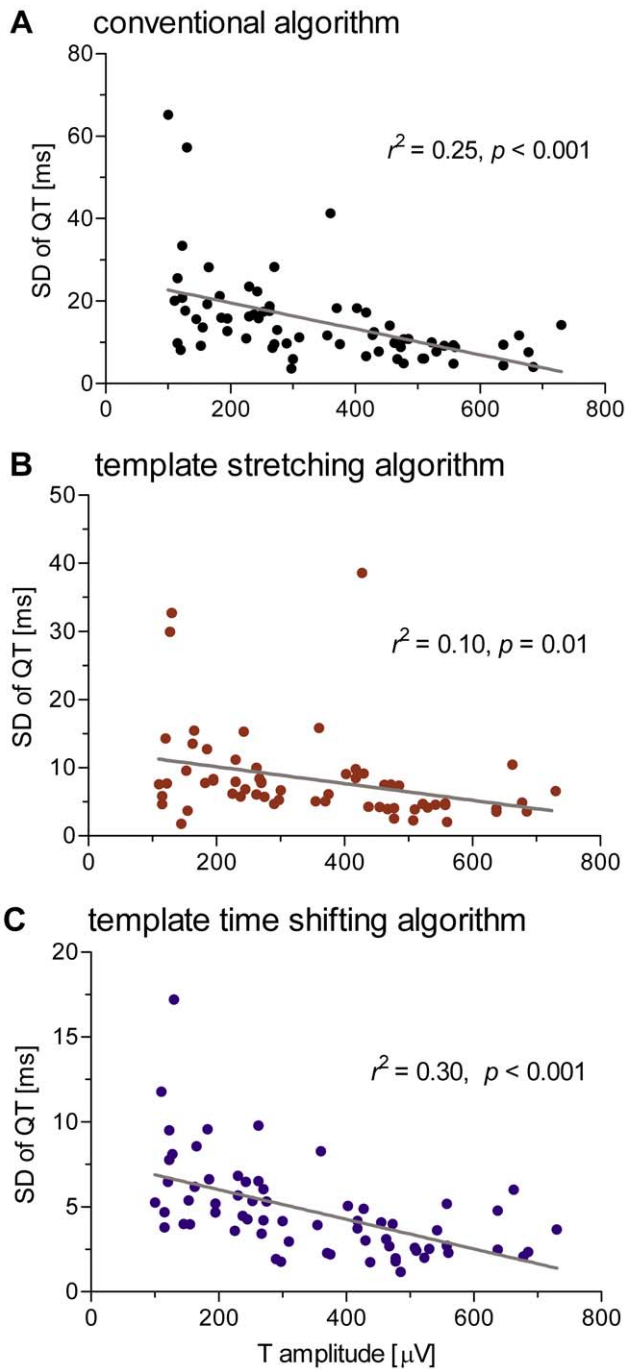 A conventional algorithm
80
60
40
20
0
SD of QT [ms]
r² = 0.25, p < 0.001
0 200 400 600 800
B template stretching algorithm
50
40
30
20
10
0
SD of QT [ms]
r² = 0.10, p = 0.01
0 200 400 600 800
C template time shifting algorithm
20
15
10
5
0
SD of QT [ms]
r² = 0.30, p < 0.001
0 200 400 600 800
T amplitude [µV]